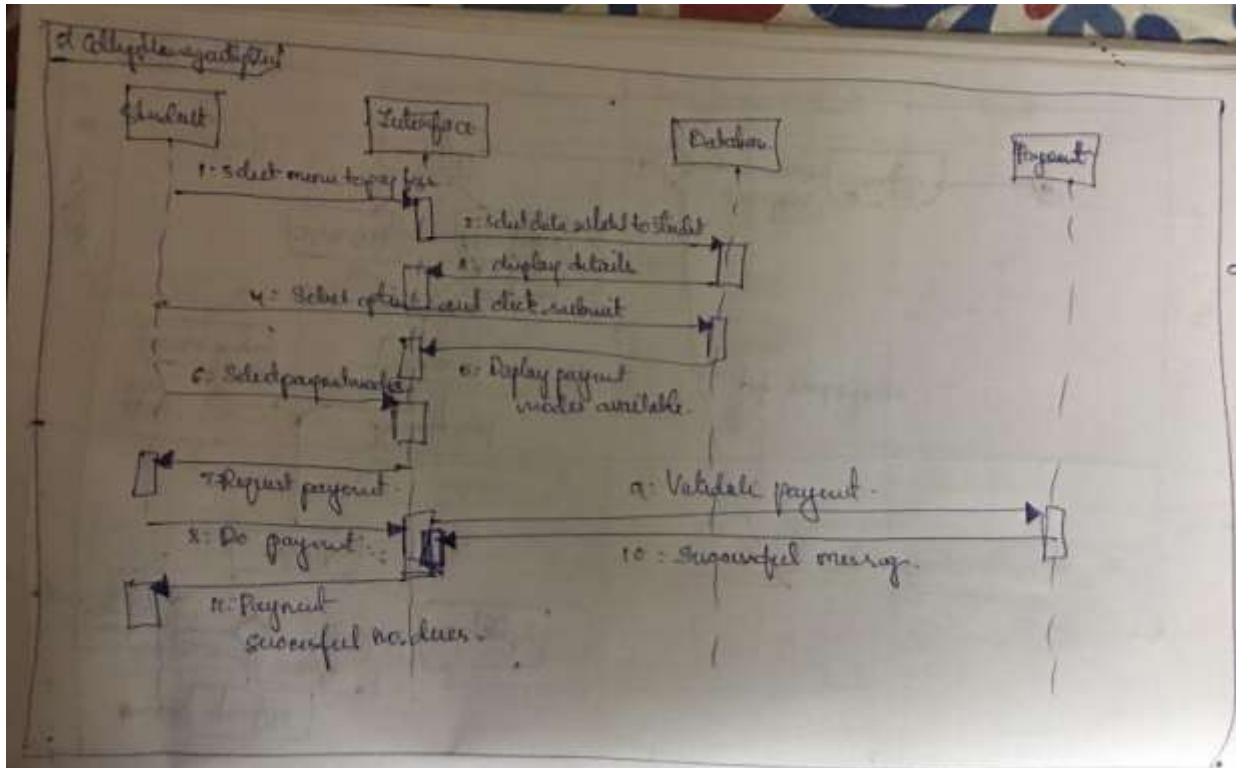 sd
Student
Interface
Database
Payment
1: Select menu to pay fees
2: Select data related to student
3: display details
4: Select options and click submit
5: Display payment
modes available.
6: Select payment modes
7: Request payment.
9: Validate payment.
8: Do payment.
10: Successful message.
11: Payment
successful no dues.